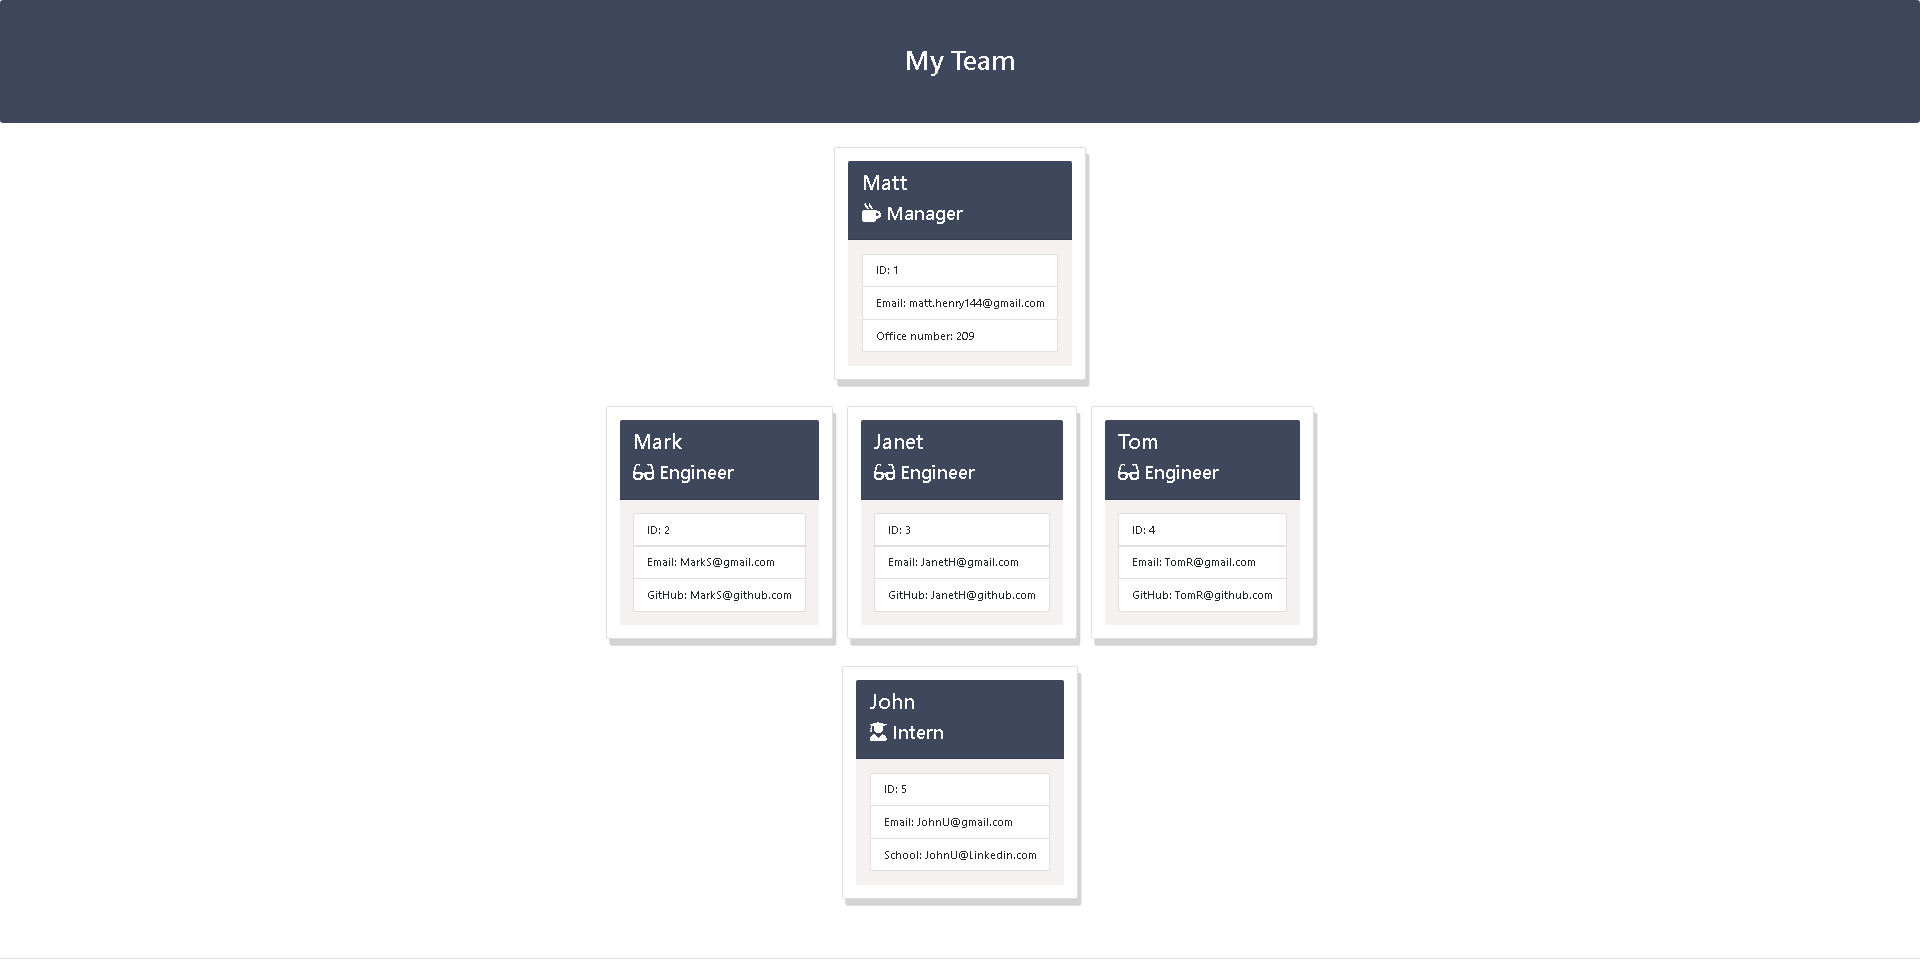 My Team
Matt
Manager
ID: 1
Email: matt.henry144@gmail.com
Office number: 209
Mark
Engineer
ID: 2
Email: MarkS@gmail.com
GitHub: MarkS@github.com
Janet
Engineer
ID: 3
Email: JanetH@gmail.com
GitHub: JanetH@github.com
Tom
Engineer
ID: 4
Email: TomR@gmail.com
GitHub: TomR@github.com
John
Intern
ID: 5
Email: JohnU@gmail.com
School: JohnU@Linkedin.com